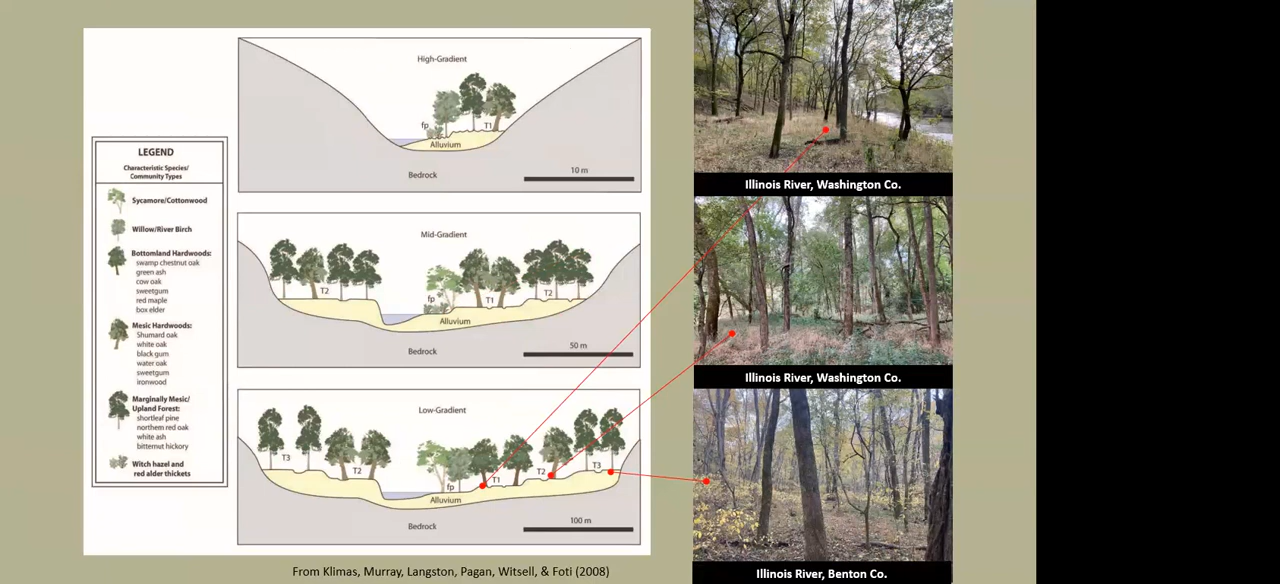 LEGEND
Characteristic Species/
Community Types
Sycamore/Cottonwood
Willow/River Birch
Bottomland Hardwoods:
swamp chestnut oak
green ash
cow oak
sweetgum
red maple
box elder
Mesic Hardwoods:
Shumard oak
white oak
black gum
water oak
sweetgum
ironwood
Marginally Mesic/
Upland Forest:
shortleaf pine
northern red oak
white ash
bitternut hickory
Witch hazel and
red alder thickets
High-Gradient
fp
T1
Alluvium
Bedrock
10 m
Mid-Gradient
T2
fp
T1
T2
Alluvium
Bedrock
50 m
Low-Gradient
T3
T2
fp
T1
T2
T3
Alluvium
Bedrock
100 m
From Klimas, Murray, Langston, Pagan, Witsell, & Foti (2008)
Illinois River, Washington Co.
Illinois River, Washington Co.
Illinois River, Benton Co.